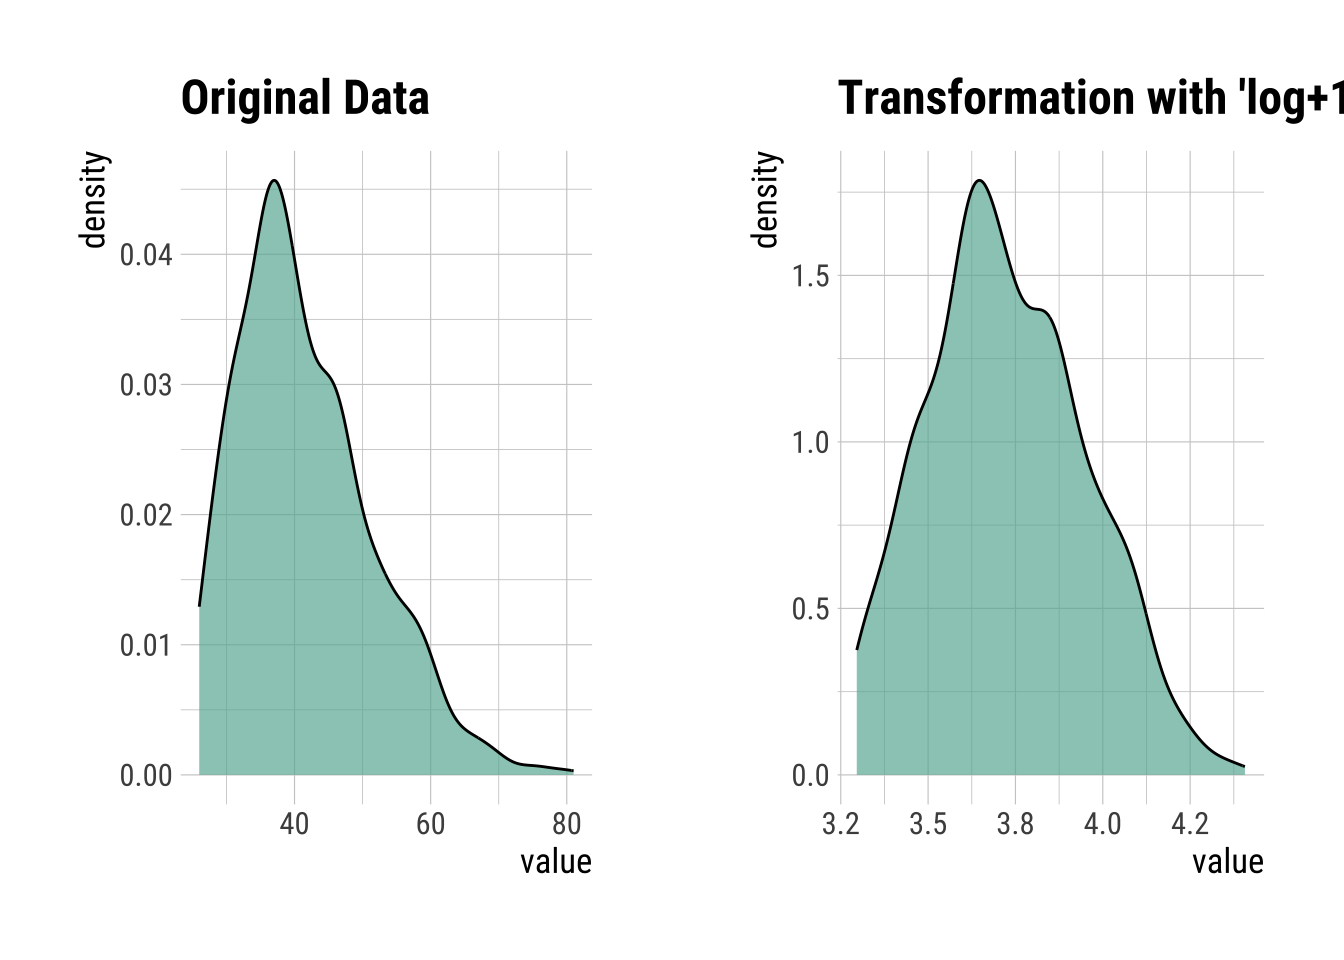 Original Data
density
0.04
0.03
0.02
0.01
0.00
40 60 80
value
Transformation with 'log+1
density
1.5
1.0
0.5
0.0
3.2 3.5 3.8 4.0 4.2
value